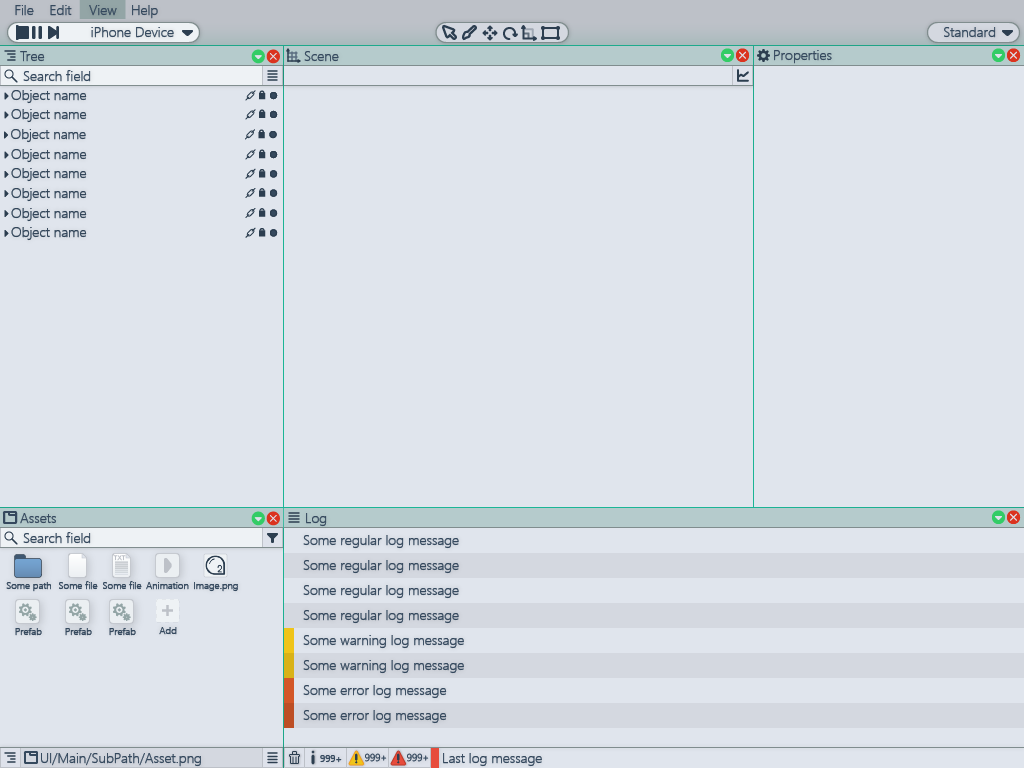 File Edit View Help
iPhone Device Standard
Tree Scene Properties
Search field
Object name
Object name
Object name
Object name
Object name
Object name
Object name
Object name
Assets
Search field
Some path Some file Some file Animation Image.png
TXT
2
Prefab Prefab Prefab Add
Log
Some regular log message
Some regular log message
Some regular log message
Some regular log message
Some warning log message
Some warning log message
Some error log message
Some error log message
UI/Main/SubPath/Asset.png 999+ 999+ 999+ Last log message